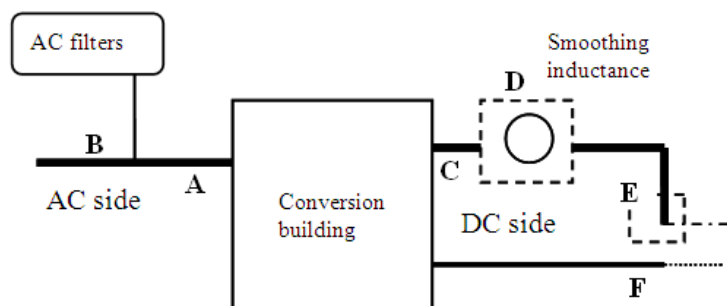 AC filters
Smoothing
inductance
D
B
A
C
AC side
Conversion
building
DC side
E
F